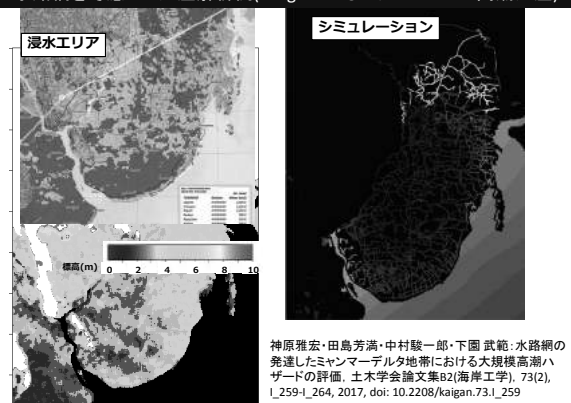 浸水エリア
シミュレーション
標高(m) 0 2 4 6 8 10
神原雅宏・田島芳満・中村駿一郎・下園 武範: 水路網の
発達したミャンマーデルタ地帯における大規模高潮ハ
ザードの評価, 土木学会論文集B2(海岸工学), 73(2),
I_259-I_264, 2017, doi: 10.2208/kaigan.73.I_259